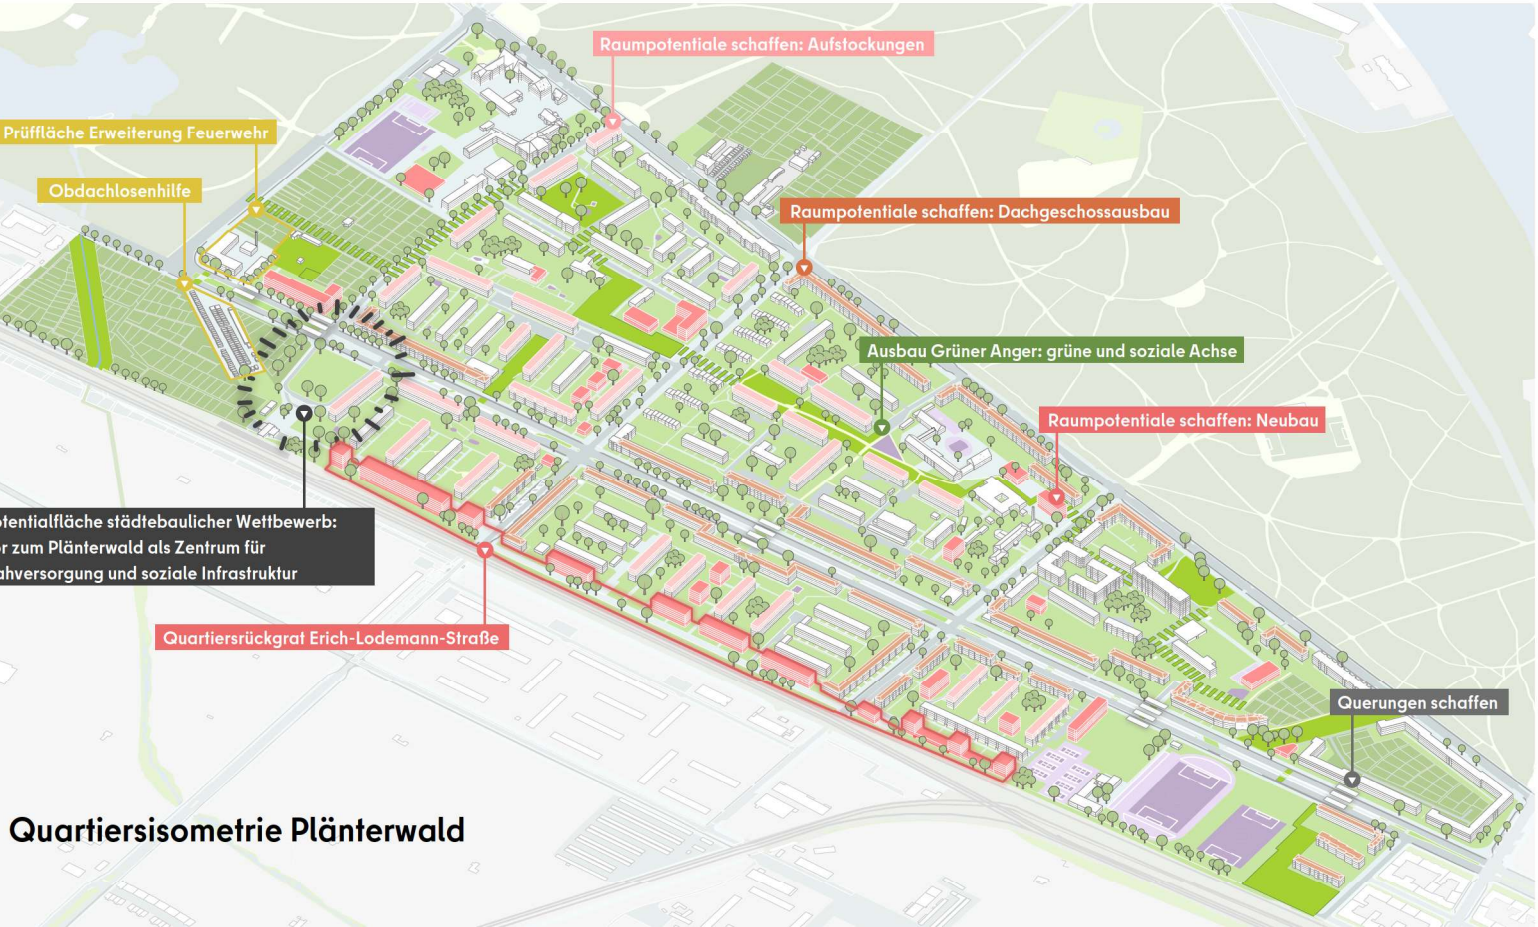 Raumpotentiale schaffen: Aufstockungen
Prüffläche Erweiterung Feuerwehr
Obdachlosenhilfe
Raumpotentiale schaffen: Dachgeschossausbau
Ausbau Grüner Anger: grüne und soziale Achse
Raumpotentiale schaffen: Neubau
städtebaulicher Wettbewerb:
zum Plänterwald als Zentrum für
und soziale Infrastruktur
Quartiersrückgrat Erich-Lodemann-Straße
Querungen schaffen
Quartiersisometrie Plänterwald